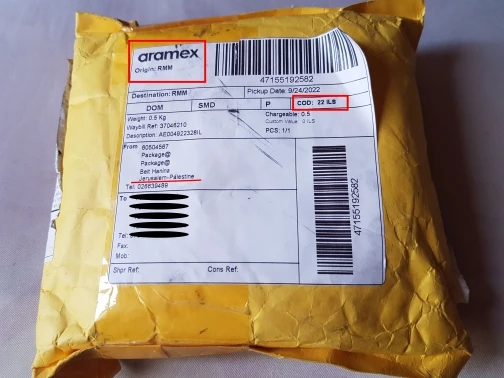 aramex
Origin: RMM
47155192582
Destination: RMM
Pickup Date: 9/24/2022
DOM SMD P COD: 22 ILS
Weight: 0.5 Kg
Chargeable: 0.5
Waybill Ref: 37046210
Custom Value 0 ILS
Description: AE004922328IL
PCS: 1/1
From 60504567
Package@
Package@
Beit Hanina
Jerusalem-Palestine
Tel: 026639489
To
Tel:
Fax:
Mob:
Shpr Ref: Cons Ref:
47155192582